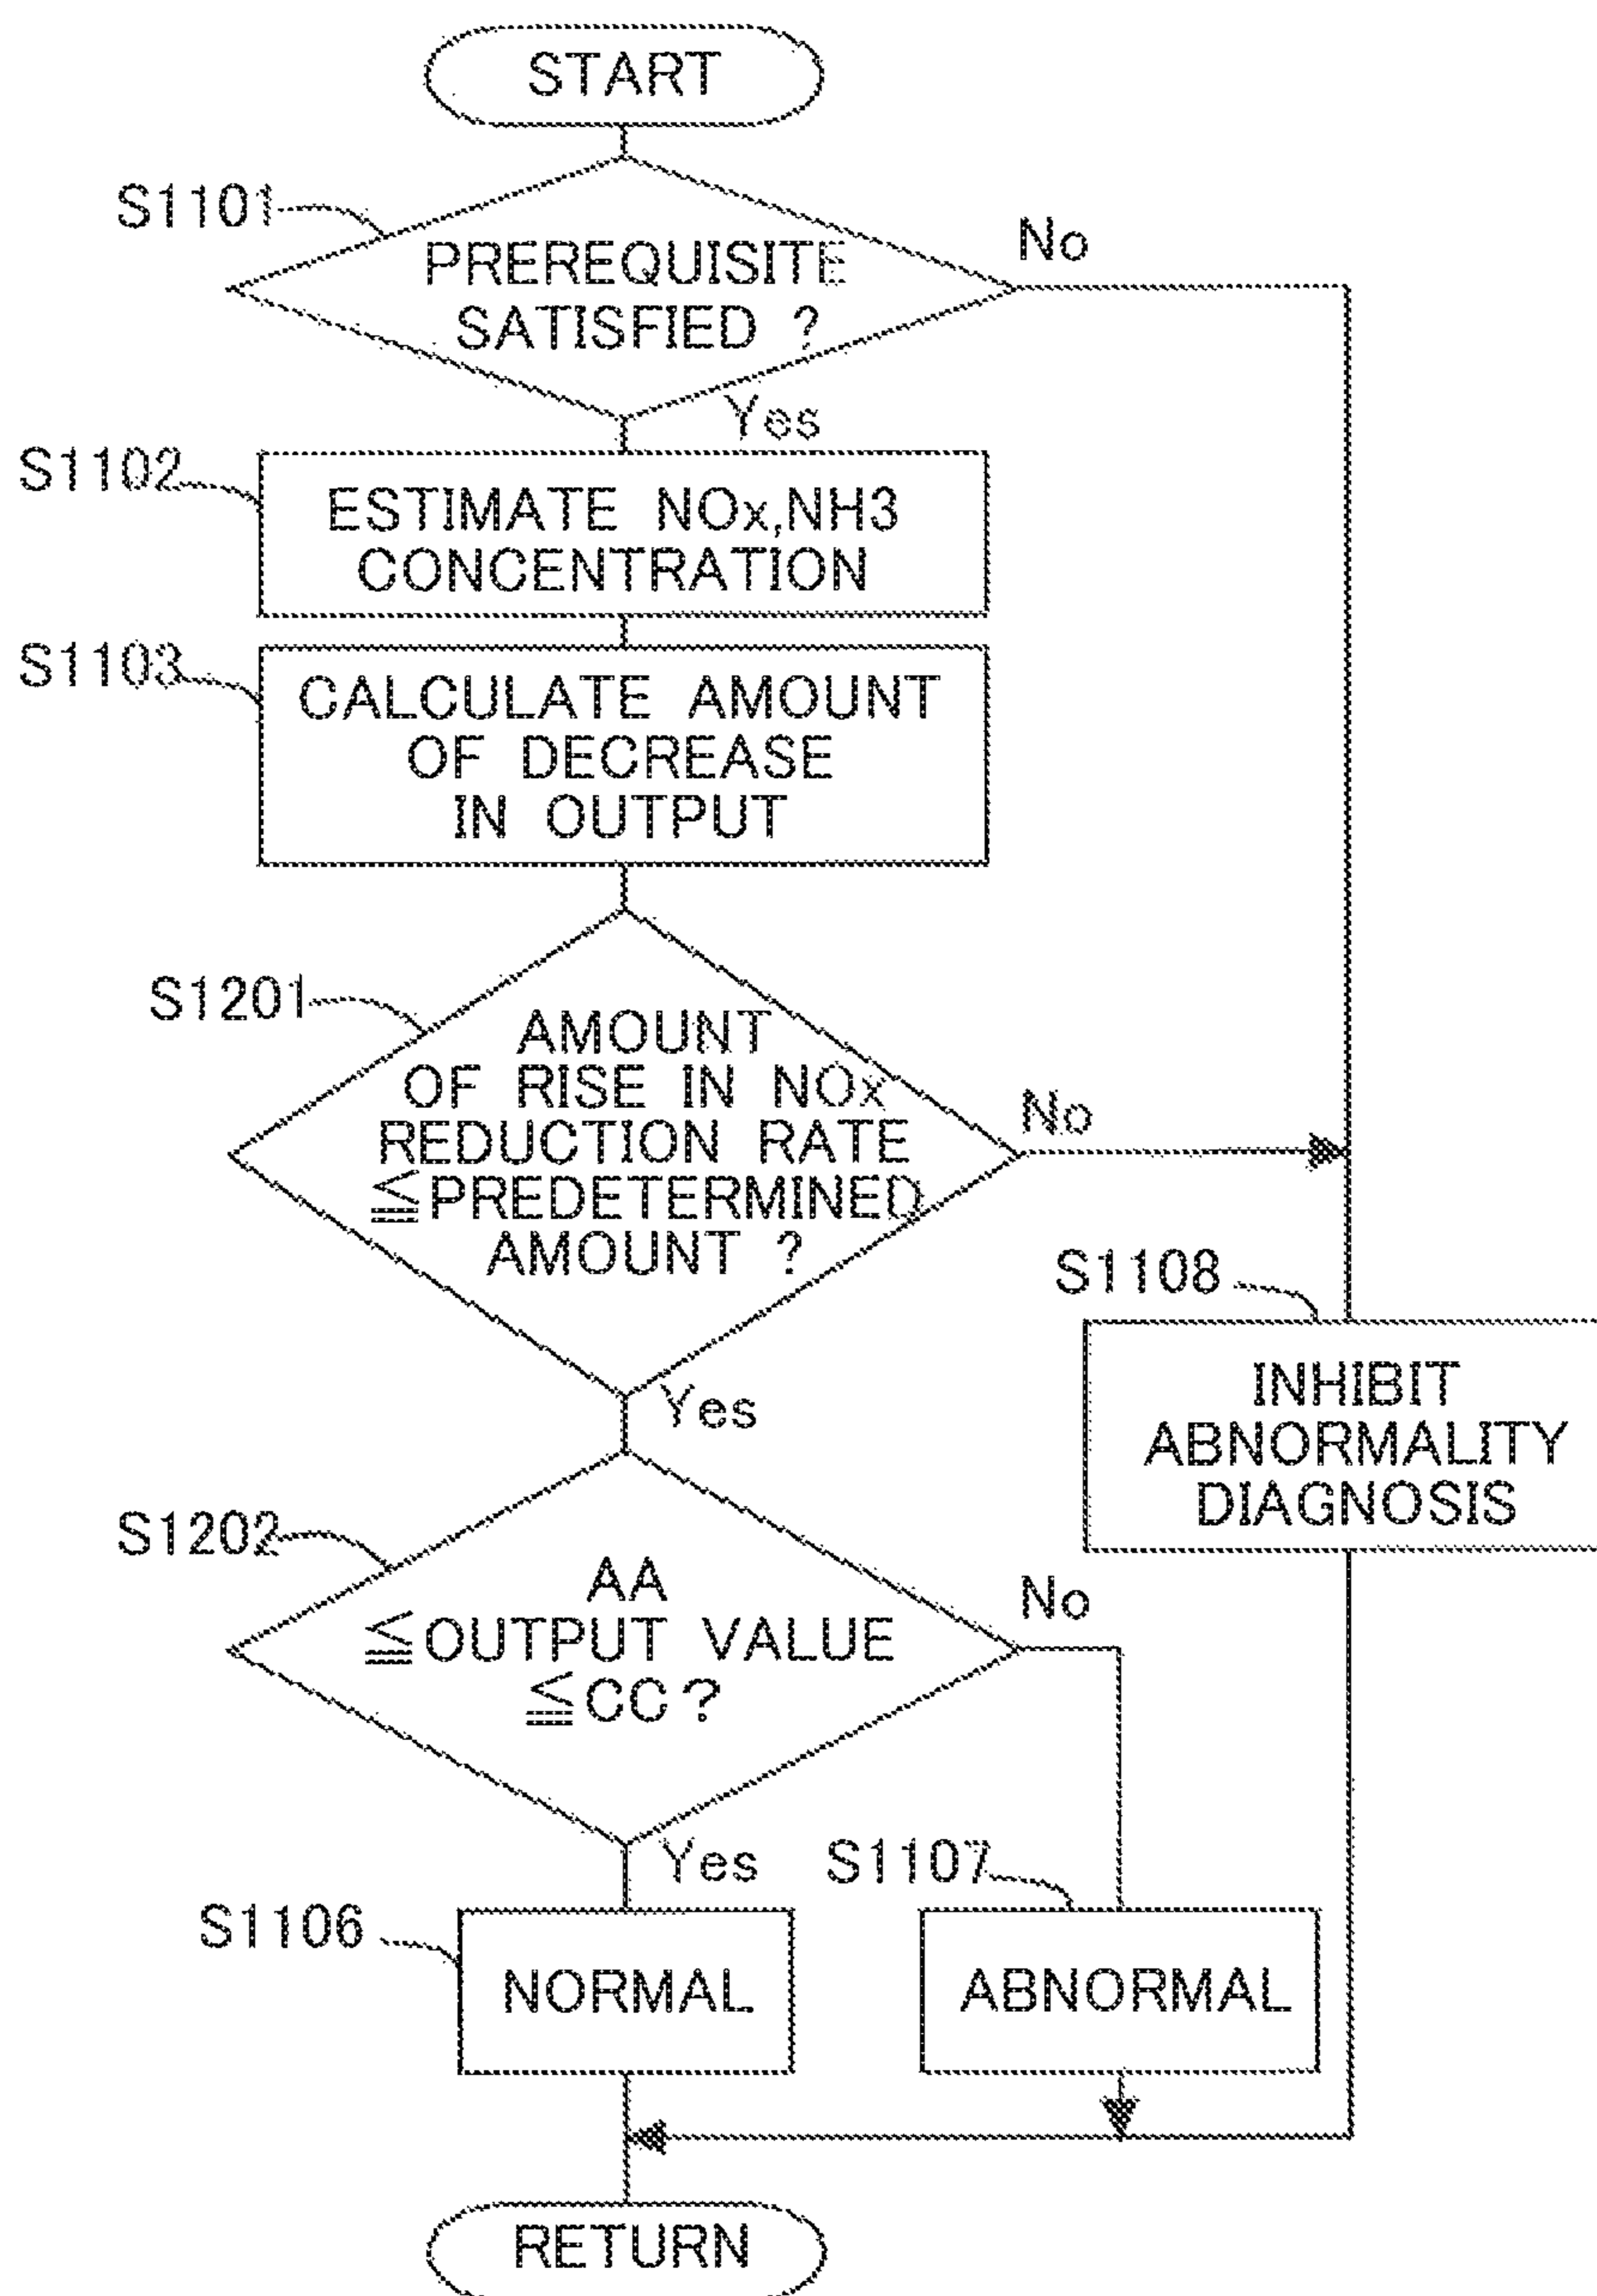 START
S1101
PREREQUISITE
SATISFIED ?
No
Yes
S1102
ESTIMATE NOx,NH3
CONCENTRATION
S1103
CALCULATE AMOUNT
OF DECREASE
IN OUTPUT
S1201
AMOUNT
OF RISE IN NOx
REDUCTION RATE
≦PREDETERMINED
AMOUNT ?
No
Yes
S1108
INHIBIT
ABNORMALITY
DIAGNOSIS
S1202
AA
≦OUTPUT VALUE
≦CC?
No
Yes
S1106
NORMAL
S1107
ABNORMAL
RETURN